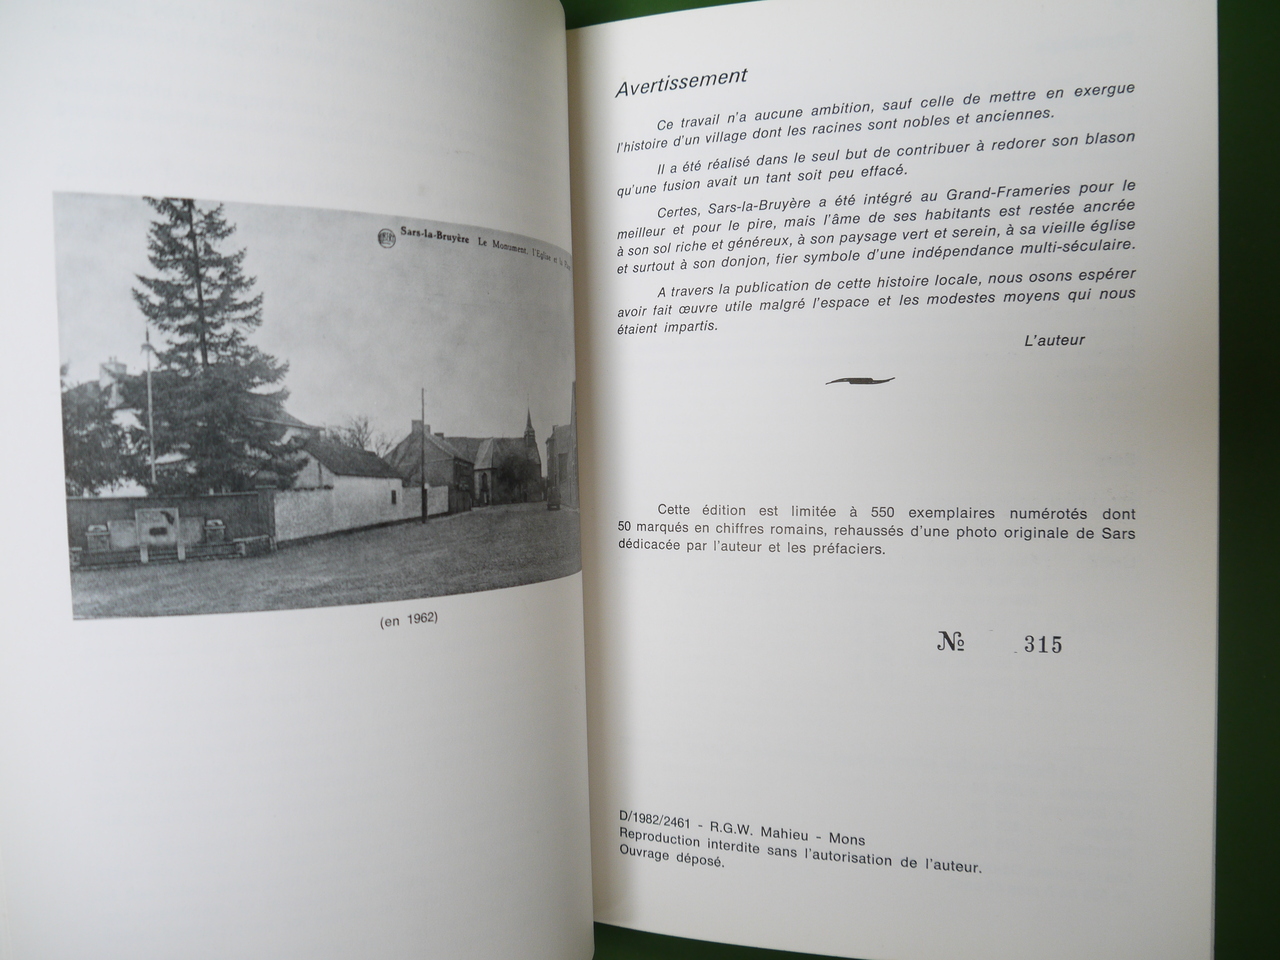 Sars-la-Bruyère Le Monument, l'Eglise et la
(en 1962)
Avertissement
Ce travail n'a aucune ambition, sauf celle de mettre en exergue
l'histoire d'un village dont les racines sont nobles et anciennes.
Il a été réalisé dans le seul but de contribuer à redorer son blason
qu'une fusion avait un tant soit peu effacé.
Certes, Sars-la-Bruyère a été intégré au Grand-Frameries pour le
meilleur et pour le pire, mais l'âme de ses habitants est restée ancrée
à son sol riche et généreux, à son paysage vert et serein, à sa vieille église
et surtout à son donjon, fier symbole d'une indépendance multi-séculaire.
A travers la publication de cette histoire locale, nous osons espérer
avoir fait œuvre utile malgré l'espace et les modestes moyens qui nous
étaient impartis.
L'auteur
Cette édition est limitée à 550 exemplaires numérotés dont
50 marqués en chiffres romains, rehaussés d'une photo originale de Sars
dédicacée par l'auteur et les préfaciers.
№ 315
D/1982/2461 - R.G.W. Mahieu - Mons
Reproduction interdite sans l'autorisation de l'auteur.
Ouvrage déposé.